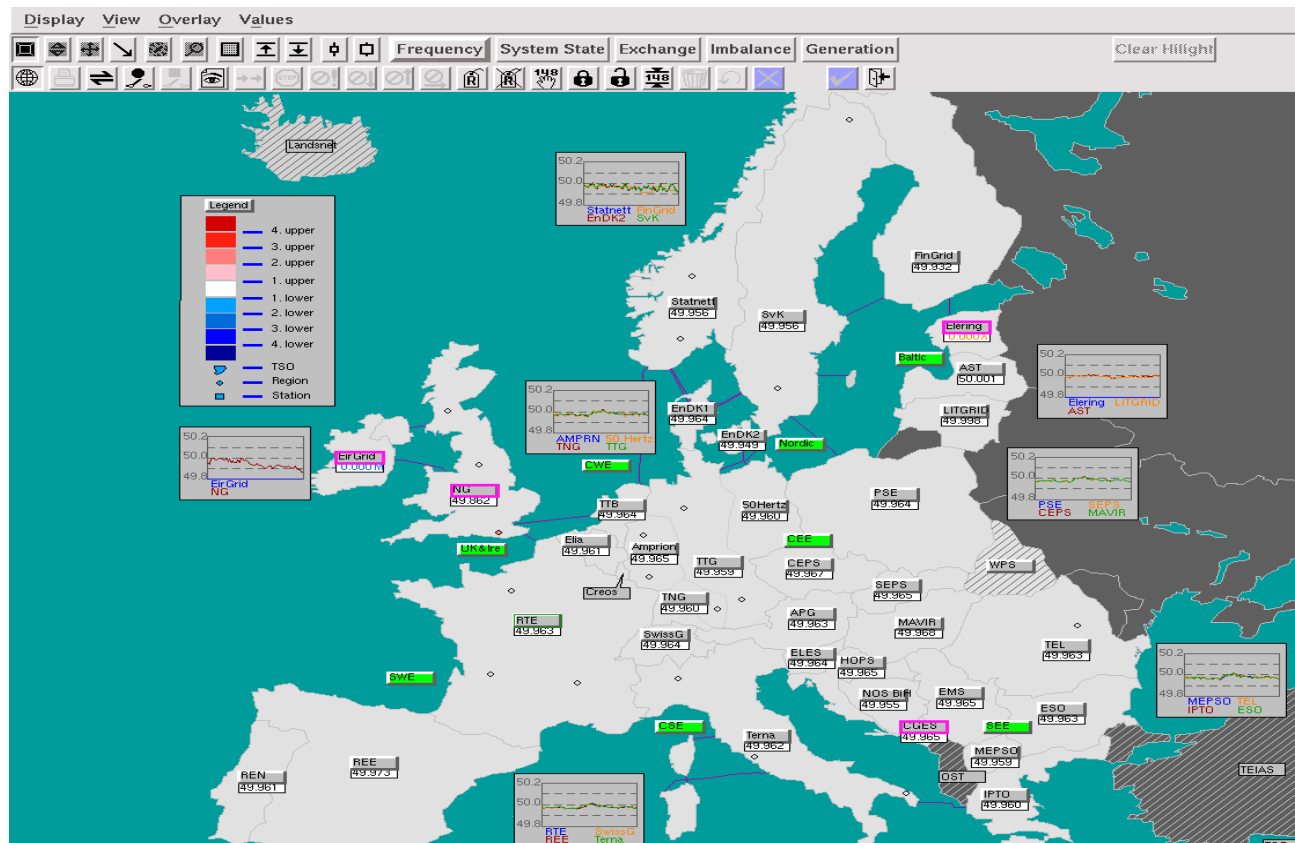 Display View Overlay Values
Frequency System State Exchange Imbalance Generation Clear Hilight
Landsnet
50.2
50.0
49.8
Statnett FinGrid
EnDK2 SvK
Legend
4. upper
3. upper
2. upper
1. upper
1. lower
2. lower
3. lower
4. lower
TSO
Region
Station
FinGrid
49.932
Statnett
49.956
SvK
49.956
Elering
0.000
Baltic
AST
50.001
50.2
50.0
49.8
Elering LITGRID
AST
LITGRID
49.998
50.2
50.0
49.8
AMPRN 50 Hertz
TNG TTG
EnDK1
49.964
EnDK2
49.949
Nordic
50.2
50.0
49.8
EirGrid
NG
EirGrid
0.000 M
CWE
NG
49.862
50.2
50.0
49.8
PSE SEPS
CEPS MAVIR
TTB
49.964
50Hertz
49.960
PSE
49.964
UK&Ire
Elia
49.961
Amprion
49.965
CEE
TTG
49.959
CEPS
49.967
WPS
Creos
SEPS
49.965
TNG
49.960
RTE
49.963
APG
49.963
MAVIR
49.968
SwissG
49.964
TEL
49.963
ELES
49.964
HOPS
49.965
50.2
50.0
49.8
MEPSO TEL
IPTO ESO
SWE
NOS BiH
49.955
EMS
49.965
ESO
49.963
CSE
CGES
49.965
SEE
Terna
49.962
MEPSO
49.959
REN
49.961
REE
49.973
OST
TEIAS
50.2
50.0
49.8
RTE SwissG
REE Terna
IPTO
49.960